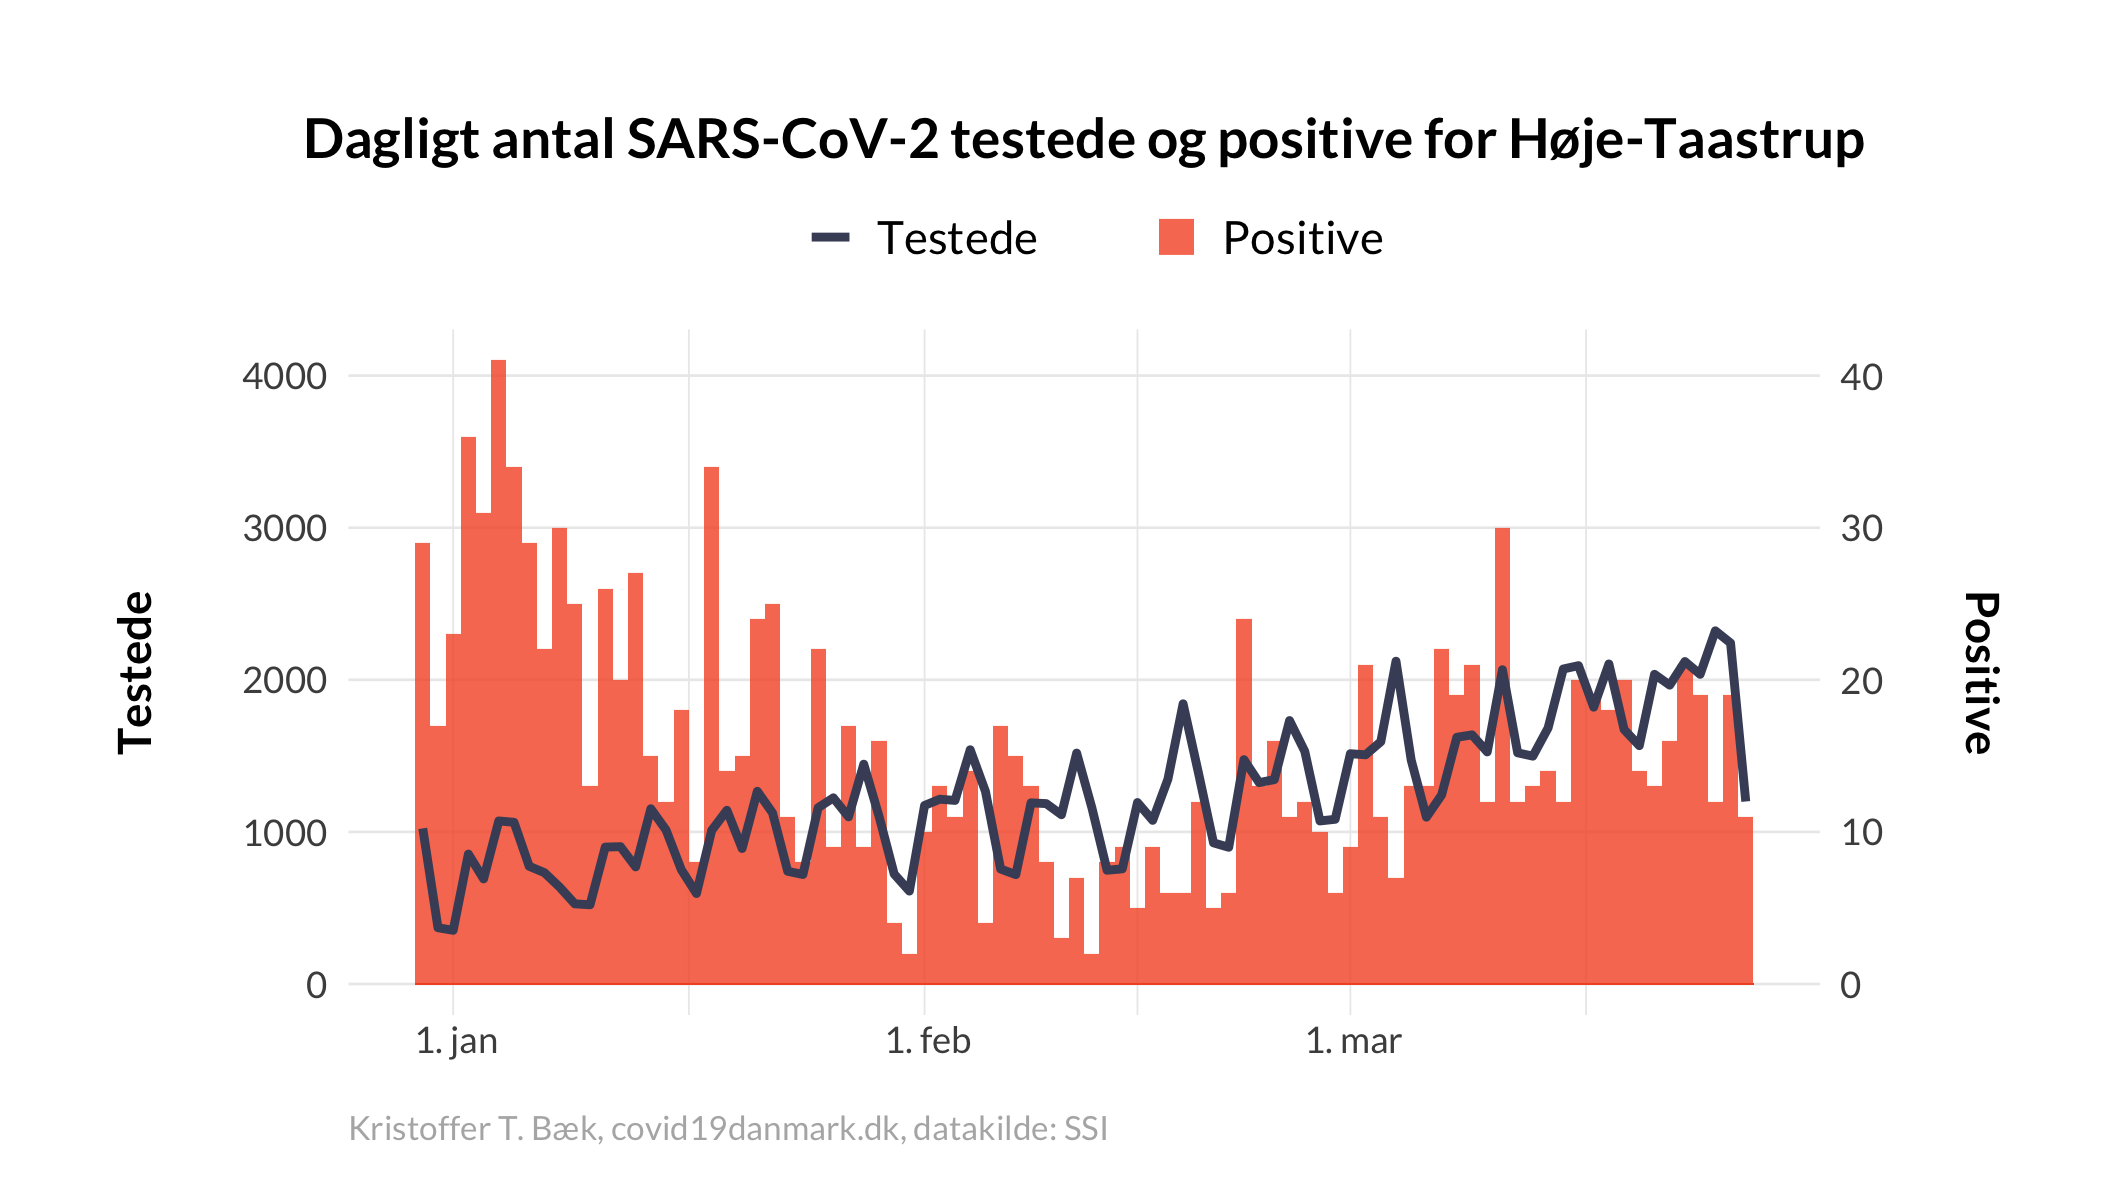 Dagligt antal SARS-CoV-2 testede og positive for Høje-Taastrup
Testede
Positive
4000
3000
2000
1000
0
Testede
40
30
20
10
0
Positive
1. jan
1. feb
1. mar
Kristoffer T. Bæk, covid19danmark.dk, datakilde: SSI